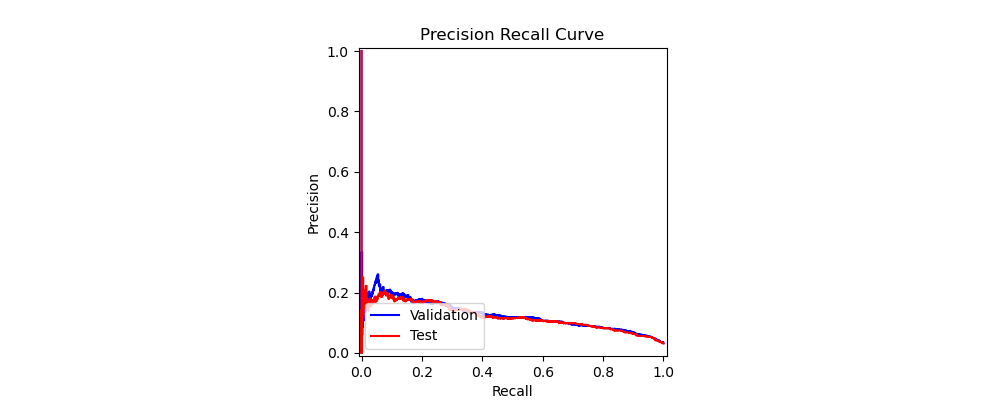 Precision Recall Curve
1.0
0.8
0.6
0.4
0.2
0.0
Precision
Validation
Test
0.0 0.2 0.4 0.6 0.8 1.0
Recall